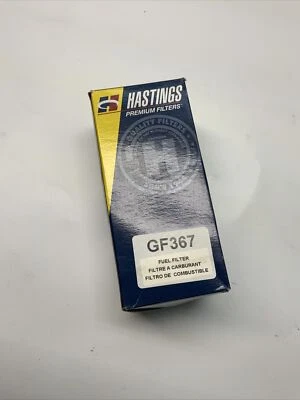 HASTINGS
PREMIUM FILTERS
QUALITY FILTERS
H
GF367
FUEL FILTER
FILTRE A CARBURANT
FILTRO DE COMBUSTIBLE